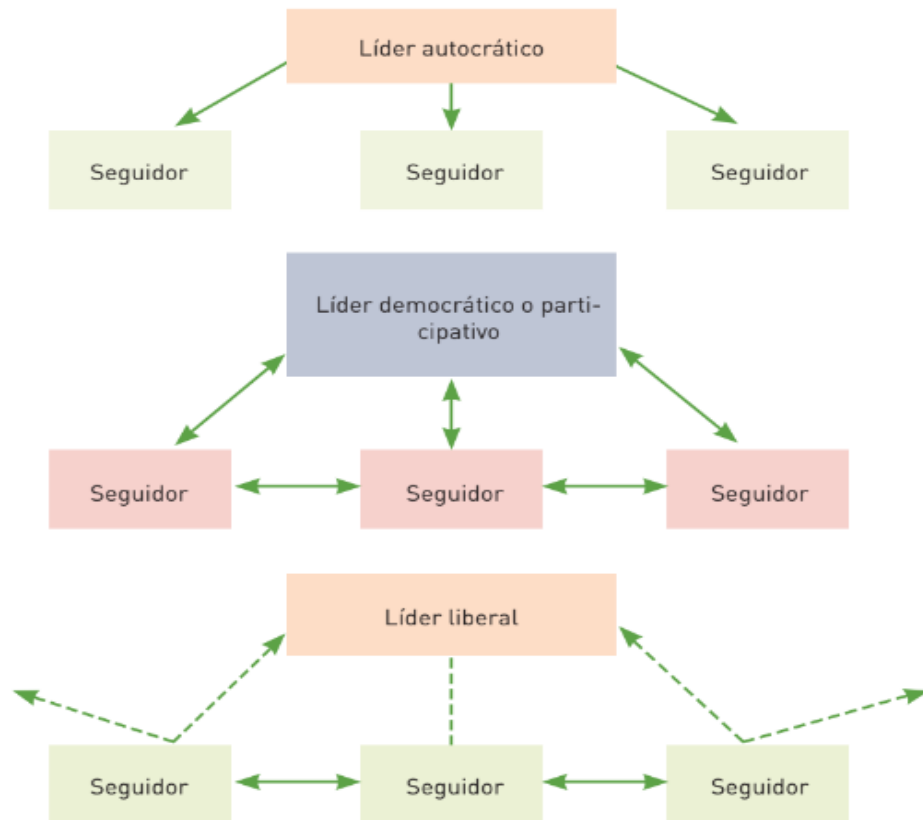 Líder autocrático
Seguidor
Seguidor
Seguidor
Líder democrático o parti-
cipativo
Seguidor
Seguidor
Seguidor
Líder liberal
Seguidor
Seguidor
Seguidor